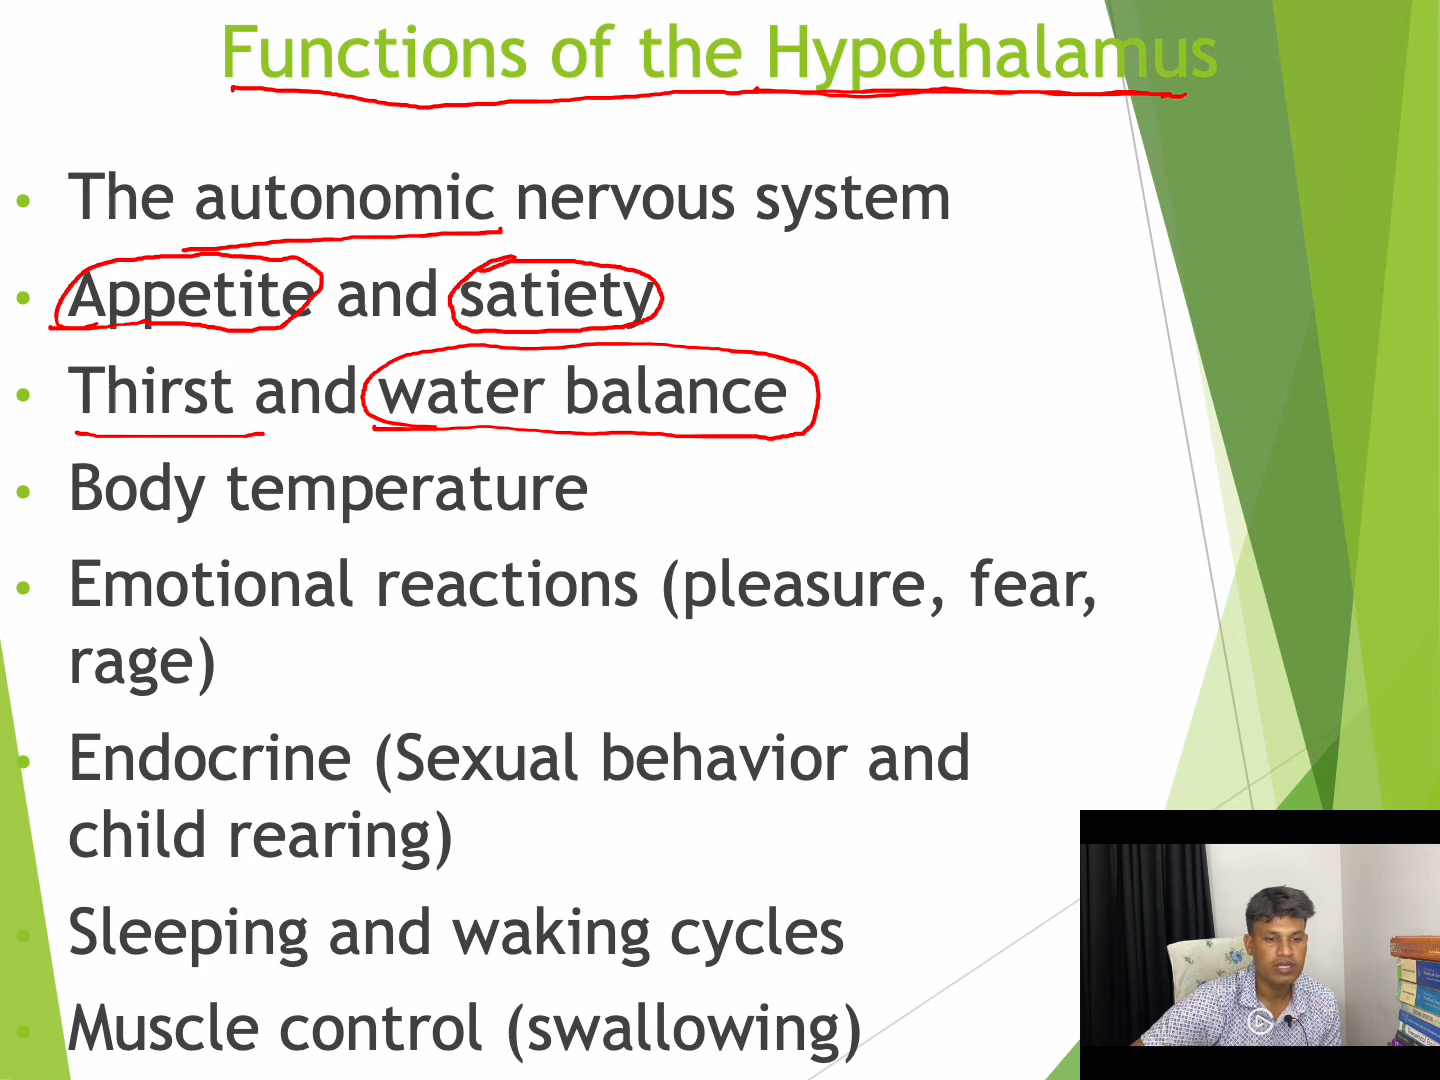 Functions of the Hypothalamus
• The autonomic nervous system
• Appetite and satiety
• Thirst and water balance
• Body temperature
• Emotional reactions (pleasure, fear,
rage)
• Endocrine (Sexual behavior and
child rearing)
• Sleeping and waking cycles
• Muscle control (swallowing)